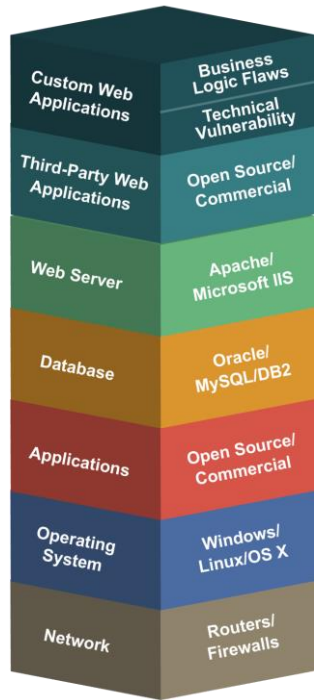 Custom Web
Applications
Business
Logic Flaws
Technical
Vulnerability
Third-Party Web
Applications
Open Source/
Commercial
Web Server
Apache/
Microsoft IIS
Database
Oracle/
MySQL/DB2
Applications
Open Source/
Commercial
Operating
System
Windows/
Linux/OS X
Network
Routers/
Firewalls